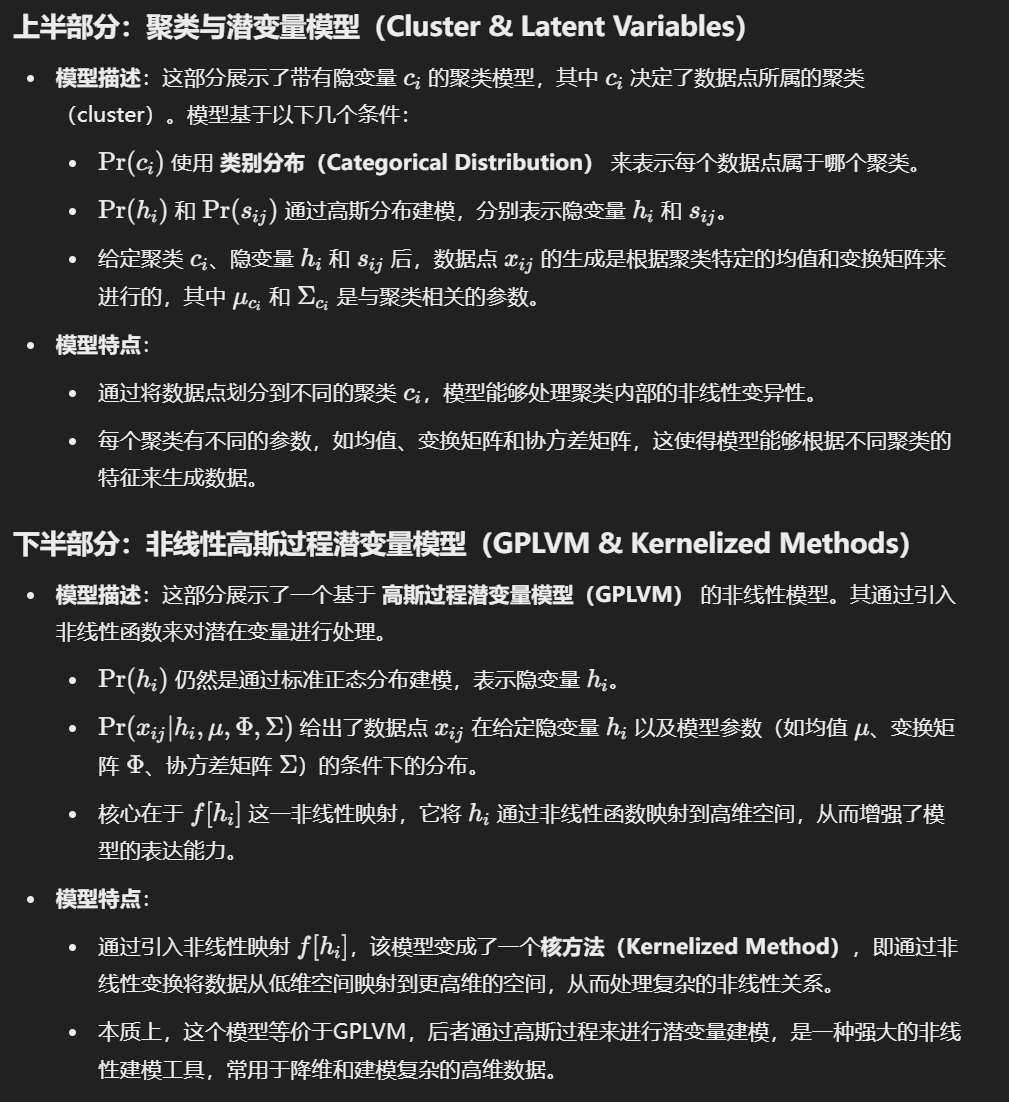 上半部分：聚类与潜变量模型（Cluster & Latent Variables）
• 模型描述：这部分展示了带有隐变量 c_i 的聚类模型，其中 c_i 决定了数据点所属的聚类
（cluster）。模型基于以下几个条件：
• Pr(c_i) 使用 类别分布（Categorical Distribution） 来表示每个数据点属于哪个聚类。
• Pr(h_i) 和 Pr(s_{ij}) 通过高斯分布建模，分别表示隐变量 h_i 和 s_{ij}。
• 给定聚类 c_i、隐变量 h_i 和 s_{ij} 后，数据点 x_{ij} 的生成是根据聚类特定的均值和变换矩阵来
进行的，其中 μ_{c_i} 和 Σ_{c_i} 是与聚类相关的参数。
• 模型特点：
• 通过将数据点划分到不同的聚类 c_i，模型能够处理聚类内部的非线性变异性。
• 每个聚类有不同的参数，如均值、变换矩阵和协方差矩阵，这使得模型能够根据不同聚类的
特征来生成数据。
下半部分：非线性高斯过程潜变量模型（GPLVM & Kernelized Methods）
• 模型描述：这部分展示了一个基于 高斯过程潜变量模型（GPLVM） 的非线性模型。其通过引入
非线性函数来对潜在变量进行处理。
• Pr(h_i) 仍然是通过标准正态分布建模，表示隐变量 h_i。
• Pr(x_{ij}|h_i, μ, Φ, Σ) 给出了数据点 x_{ij} 在给定隐变量 h_i 以及模型参数（如均值 μ、变换矩
阵 Φ、协方差矩阵 Σ）的条件下的分布。
• 核心在于 f[h_i] 这一非线性映射，它将 h_i 通过非线性函数映射到高维空间，从而增强了模
型的表达能力。
• 模型特点：
• 通过引入非线性映射 f[h_i]，该模型变成了一个核方法（Kernelized Method），即通过非
线性变换将数据从低维空间映射到更高维的空间，从而处理复杂的非线性关系。
• 本质上，这个模型等价于GPLVM，后者通过高斯过程来进行潜变量建模，是一种强大的非线
性建模工具，常用于降维和建模复杂的高维数据。